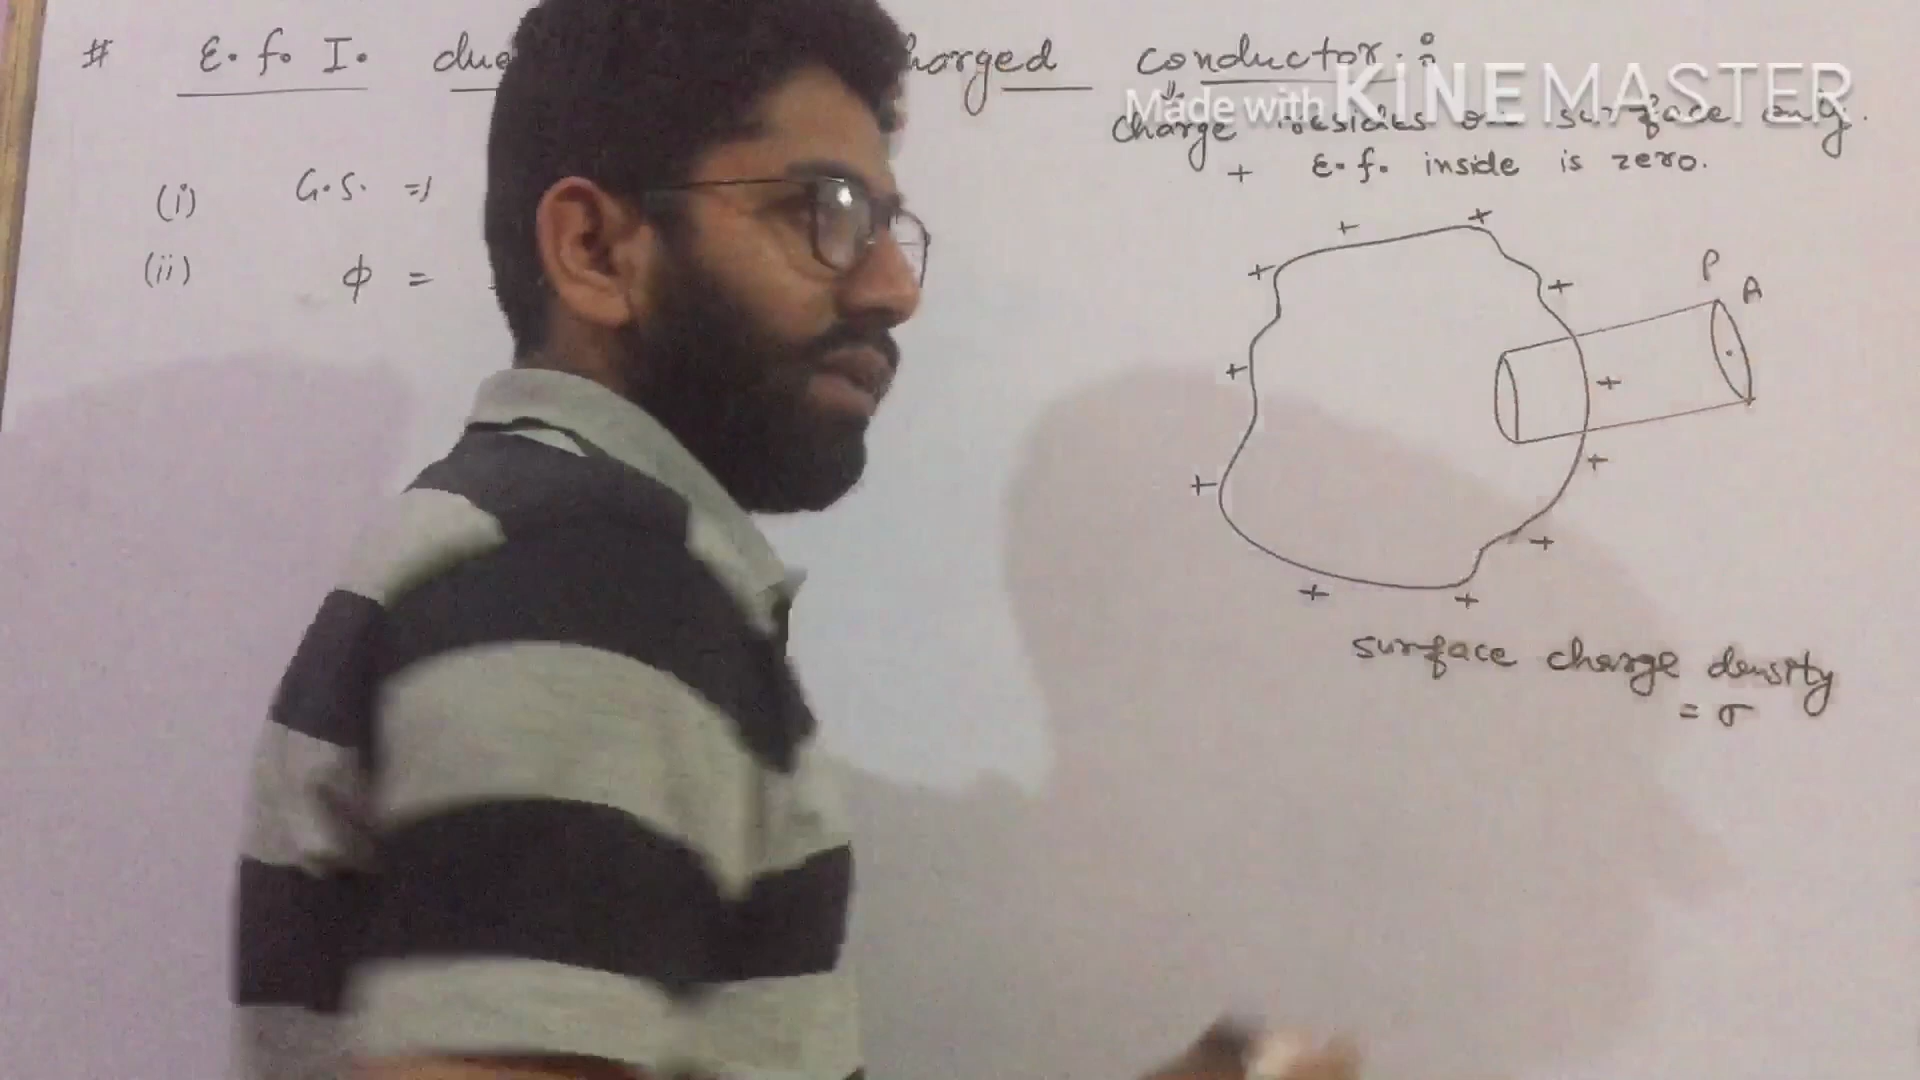 # E. f. I. due harged conductor :
Made with KINEMASTER
charge resides on surface only.
+ E. f. inside is zero.
(i) G.S. =)
(ii) ϕ =
+ +
+ +
P A
+ +
+
+ +
+ +
surface charge density
= σ